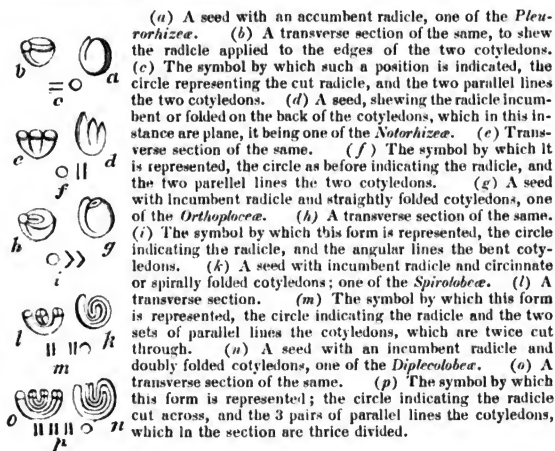 (a) A seed with an accumbent radicle, one of the Pleu-
rorhizeæ. (b) A transverse section of the same, to shew
the radicle applied to the edges of the two cotyledons.
(c) The symbol by which such a position is indicated, the
circle representing the cut radicle, and the two parallel lines
the two cotyledons. (d) A seed, shewing the radicle incum-
bent or folded on the back of the cotyledons, which in this in-
stance are plane, it being one of the Notorhizeæ. (e) Trans-
verse section of the same. (f) The symbol by which it
is represented, the circle as before indicating the radicle, and
the two parellel lines the two cotyledons. (g) A seed
with incumbent radicle and straightly folded cotyledons, one
of the Orthoploceæ. (h) A transverse section of the same.
(i) The symbol by which this form is represented, the circle
indicating the radicle, and the angular lines the bent coty-
ledons. (k) A seed with incumbent radicle and circinnate
or spirally folded cotyledons; one of the Spirolobeæ. (l) A
transverse section. (m) The symbol by which this form
is represented, the circle indicating the radicle and the two
sets of parallel lines the cotyledons, which are twice cut
through. (n) A seed with an incumbent radicle and
doubly folded cotyledons, one of the Diplecolobeæ. (o) A
transverse section of the same. (p) The symbol by which
this form is represented; the circle indicating the radicle
cut across, and the 3 pairs of parallel lines the cotyledons,
which in the section are thrice divided.
b a
c
e d
f
h g
i
l k
m
o n
p